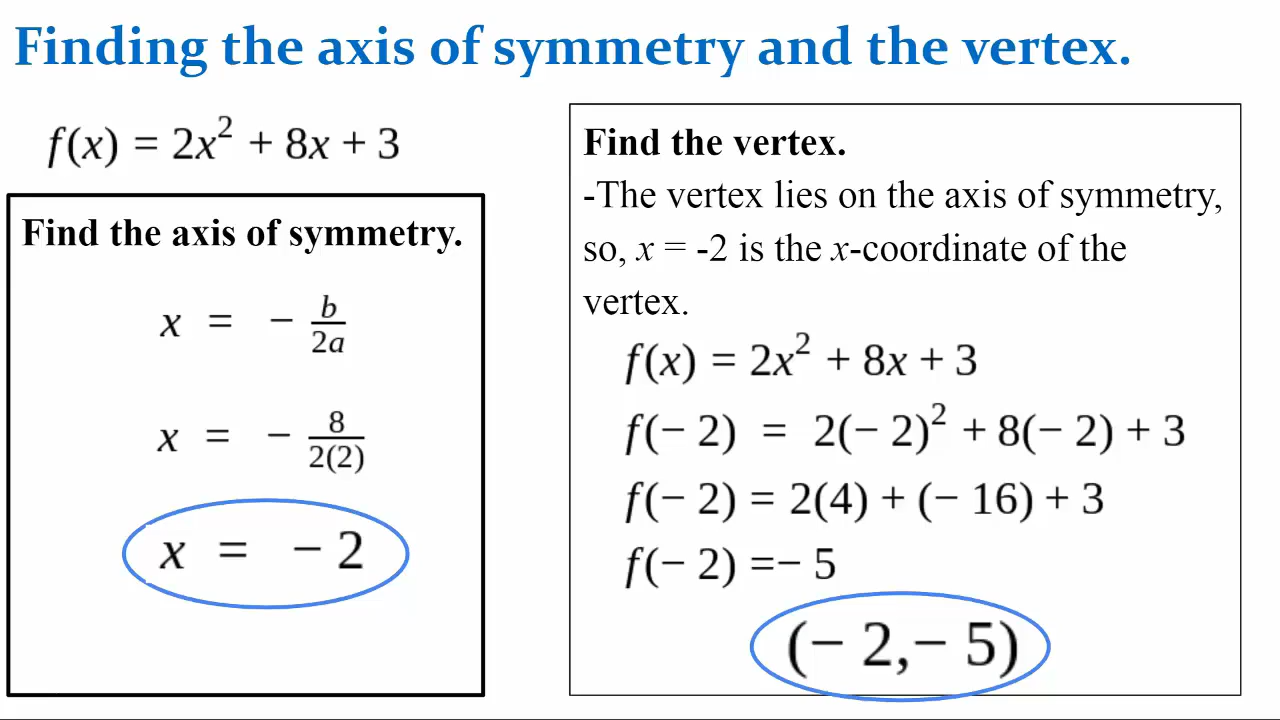 Finding the axis of symmetry and the vertex.
f(x) = 2x² + 8x + 3
Find the axis of symmetry.
x = − b/2a
x = − 8/2(2)
x = − 2
Find the vertex.
-The vertex lies on the axis of symmetry,
so, x = -2 is the x-coordinate of the
vertex.
f(x) = 2x² + 8x + 3
f(− 2) = 2(− 2)² + 8(− 2) + 3
f(− 2) = 2(4) + (− 16) + 3
f(− 2) =− 5
(− 2,− 5)